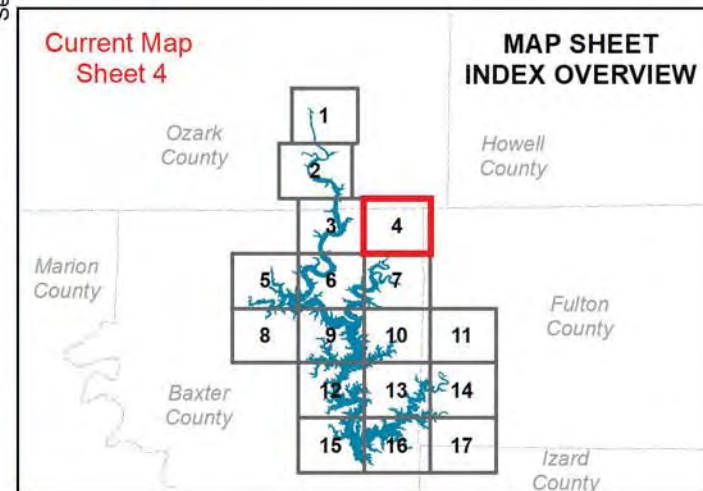 Se
Current Map
Sheet 4
MAP SHEET
INDEX OVERVIEW
Ozark
County
Howell
County
1
2
3
4
Marion
County
5
6
7
Fulton
County
8
9
10
11
Baxter
County
12
13
14
15
16
17
Izard
County